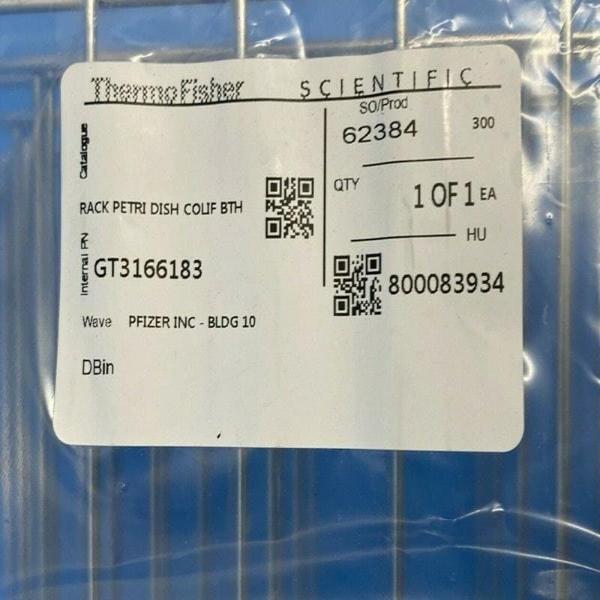 ThermoFisher SCIENTIFIC
Catalogue
RACK PETRI DISH COLIF BTH
Internal PN
GT3166183
Wave PFIZER INC - BLDG 10
DBin
SO/Prod
62384 300
QTY
1 OF 1 EA
HU
800083934